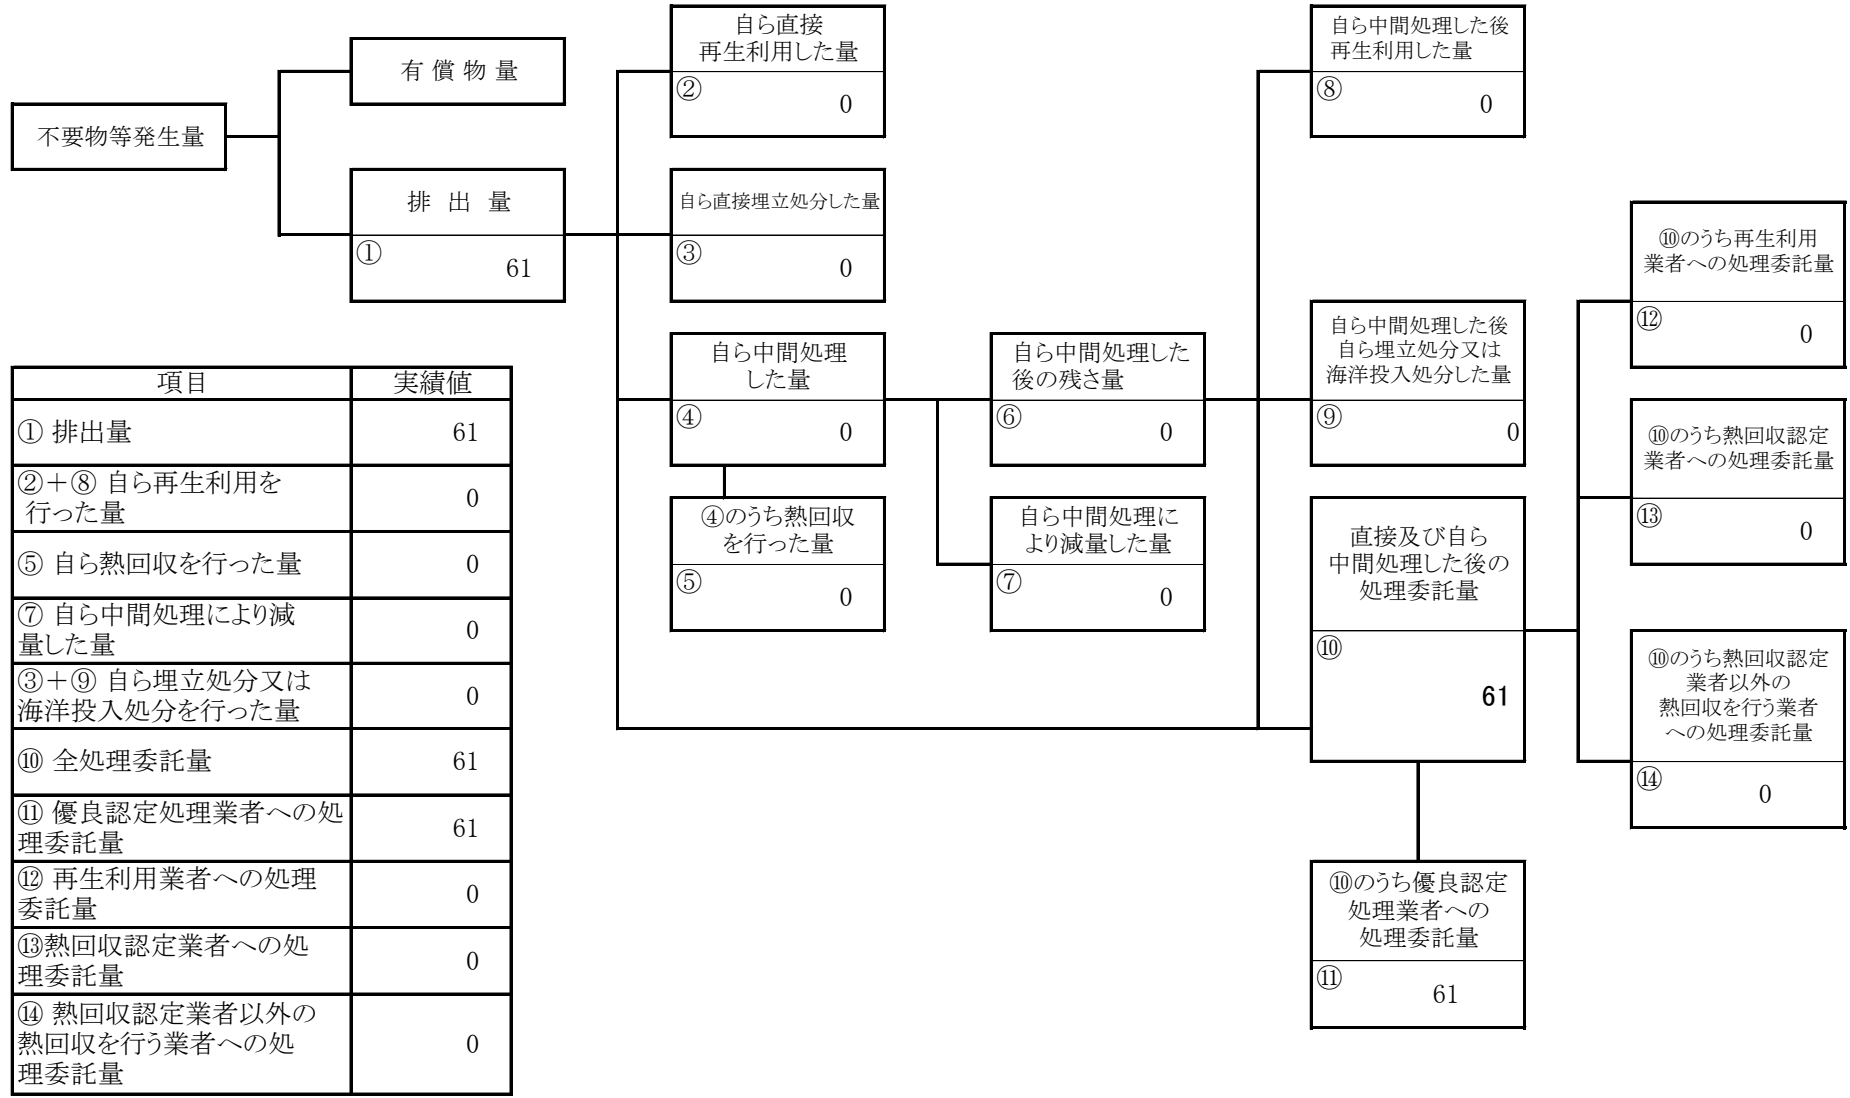 不要物等発生量
有 償 物 量
排 出 量
①
61
自ら直接
再生利用した量
②
0
自ら直接埋立処分した量
③
0
自ら中間処理
した量
④
0
④のうち熱回収
を行った量
⑤
0
自ら中間処理した
後の残さ量
⑥
0
自ら中間処理に
より減量した量
⑦
0
自ら中間処理した後
再生利用した量
⑧
0
自ら中間処理した後
自ら埋立処分又は
海洋投入処分した量
⑨
0
直接及び自ら
中間処理した後の
処理委託量
⑩
61
⑩のうち優良認定
処理業者への
処理委託量
⑪
61
⑩のうち再生利用
業者への処理委託量
⑫
0
⑩のうち熱回収認定
業者への処理委託量
⑬
0
⑩のうち熱回収認定
業者以外の
熱回収を行う業者
への処理委託量
⑭
0
項目 実績値
① 排出量 61
②＋⑧ 自ら再生利用を
行った量 0
⑤ 自ら熱回収を行った量 0
⑦ 自ら中間処理により減
量した量 0
③＋⑨ 自ら埋立処分又は
海洋投入処分を行った量 0
⑩ 全処理委託量 61
⑪ 優良認定処理業者への処
理委託量 61
⑫ 再生利用業者への処理
委託量 0
⑬熱回収認定業者への処
理委託量 0
⑭ 熱回収認定業者以外の
熱回収を行う業者への処
理委託量 0